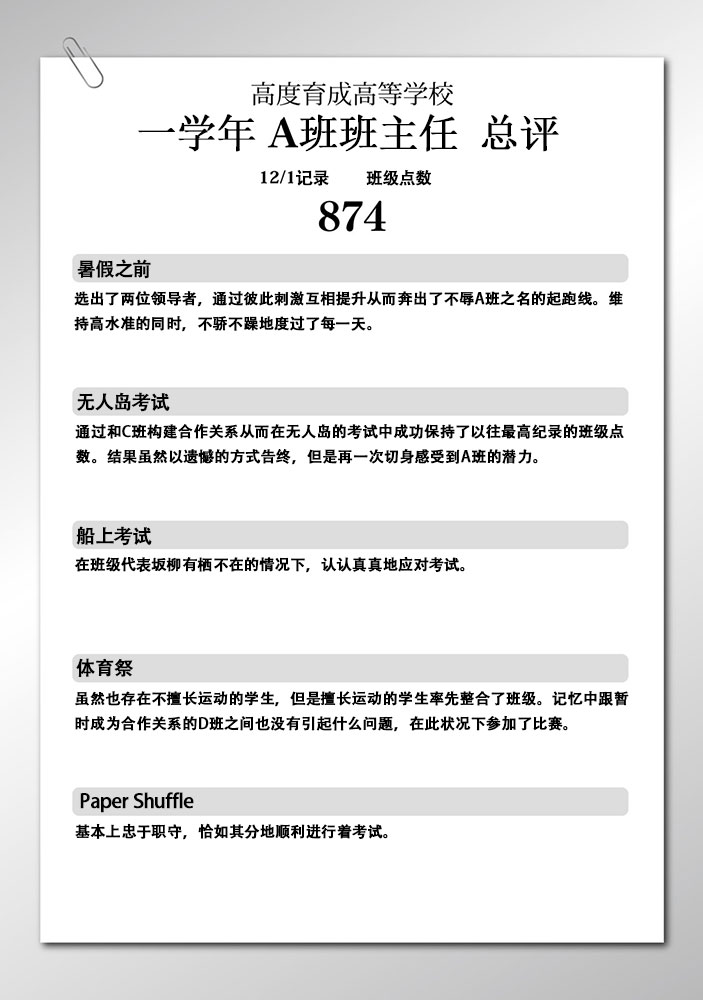 高度育成高等学校
一学年 A班班主任 总评
12/1记录 班级点数
874
暑假之前
选出了两位领导者，通过彼此刺激互相提升从而奔出了不辱A班之名的起跑线。维
持高水准的同时，不骄不躁地度过了每一天。
无人岛考试
通过和C班构建合作关系从而在无人岛的考试中成功保持了以往最高纪录的班级点
数。结果虽然以遗憾的方式告终，但是再一次切身感受到A班的潜力。
船上考试
在班级代表坂柳有栖不在的情况下，认认真真地应对考试。
体育祭
虽然也存在不擅长运动的学生，但是擅长运动的学生率先整合了班级。记忆中跟暂
时成为合作关系的D班之间也没有引起什么问题，在此状况下参加了比赛。
Paper Shuffle
基本上忠于职守，恰如其分地顺利进行着考试。